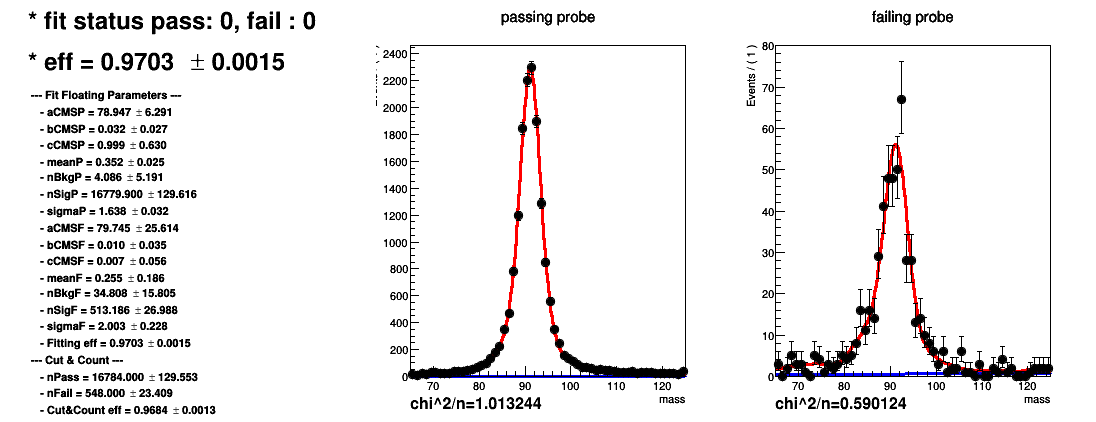 * fit status pass: 0, fail : 0
* eff = 0.9703 ± 0.0015
--- Fit Floating Parameters ---
- aCMSP = 78.947 ± 6.291
- bCMSP = 0.032 ± 0.027
- cCMSP = 0.999 ± 0.630
- meanP = 0.352 ± 0.025
- nBkgP = 4.086 ± 5.191
- nSigP = 16779.900 ± 129.616
- sigmaP = 1.638 ± 0.032
- aCMSF = 79.745 ± 25.614
- bCMSF = 0.010 ± 0.035
- cCMSF = 0.007 ± 0.056
- meanF = 0.255 ± 0.186
- nBkgF = 34.808 ± 15.805
- nSigF = 513.186 ± 26.988
- sigmaF = 2.003 ± 0.228
- Fitting eff = 0.9703 ± 0.0015
--- Cut & Count ---
- nPass = 16784.000 ± 129.553
- nFail = 548.000 ± 23.409
- Cut&Count eff = 0.9684 ± 0.0013
passing probe
2400
2200
2000
1800
1600
1400
1200
1000
800
600
400
200
0
70 80 90 100 110 120
mass
chi^2/n=1.013244
failing probe
Events / ( 1 )
80
70
60
50
40
30
20
10
0
70 80 90 100 110 120
mass
chi^2/n=0.590124